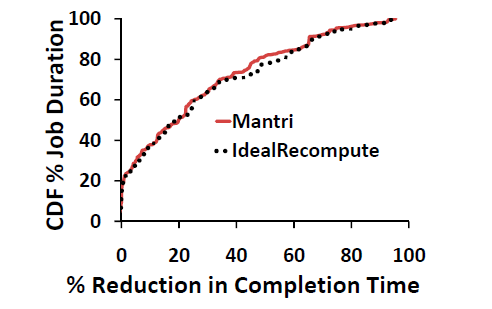 CDF % Job Duration
100
80
60
40
20
0
Mantri
IdealRecompute
0 20 40 60 80 100
% Reduction in Completion Time